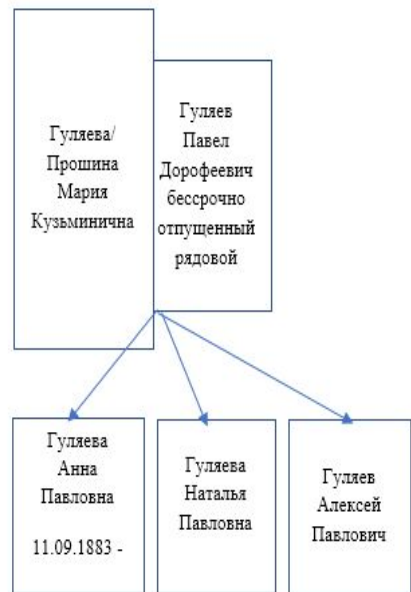 Гуляева/
Прошина
Мария
Кузьминична
Гуляев
Павел
Дорофеевич
бессрочно
отпущенный
рядовой
Гуляева
Анна
Павловна
11.09.1883 -
Гуляева
Наталья
Павловна
Гуляев
Алексей
Павлович